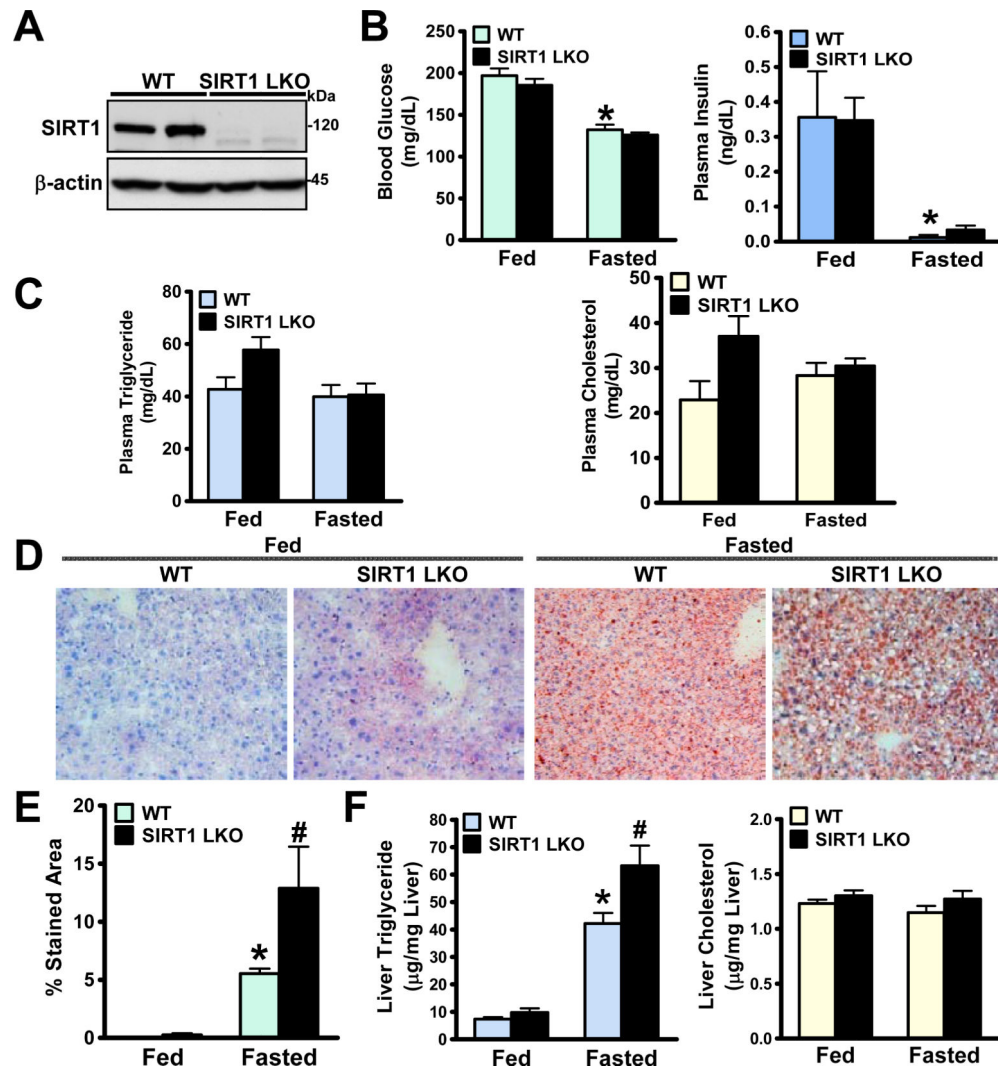 A
WT SIRT1 LKO
kDa
SIRT1
-120
β-actin
-45
B
Blood Glucose
(mg/dL)
250
200
150
100
50
0
WT
SIRT1 LKO
*
Fed Fasted
Plasma Insulin
(ng/dL)
0.6
0.5
0.4
0.3
0.2
0.1
0.0
WT
SIRT1 LKO
*
Fed Fasted
C
Plasma Triglyceride
(mg/dL)
80
60
40
20
0
WT
SIRT1 LKO
Fed Fasted
Plasma Cholesterol
(mg/dL)
50
40
30
20
10
0
WT
SIRT1 LKO
Fed Fasted
D
Fed Fasted
WT SIRT1 LKO WT SIRT1 LKO
E
% Stained Area
20
15
10
5
0
WT
SIRT1 LKO
#
*
Fed Fasted
F
Liver Triglyceride
(μg/mg Liver)
80
70
60
50
40
30
20
10
0
WT
SIRT1 LKO
#
*
Fed Fasted
Liver Cholesterol
(μg/mg Liver)
2.0
1.5
1.0
0.5
0.0
WT
SIRT1 LKO
Fed Fasted